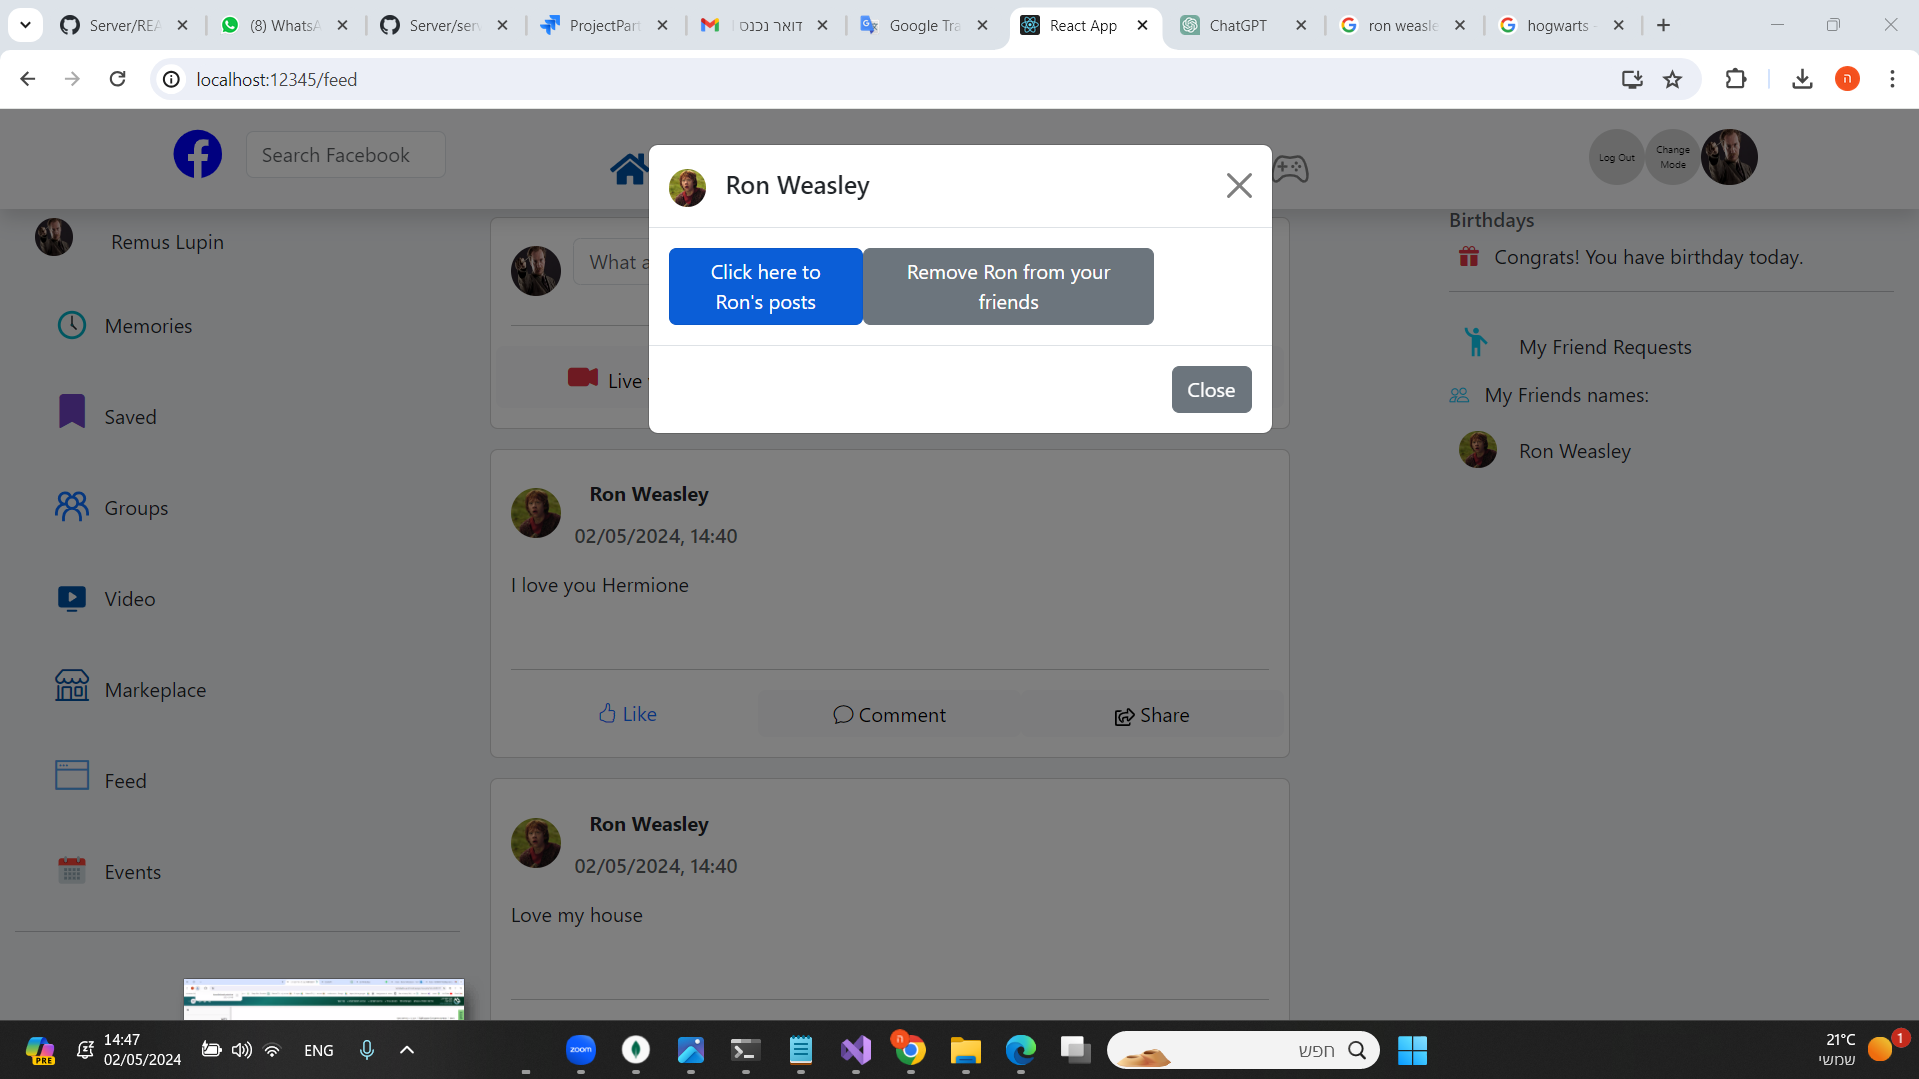 Server/REA
(8) WhatsA
Server/ser
ProjectPart
דואר נכנס
Google Tra
React App
ChatGPT
ron weasle
hogwarts -
localhost:12345/feed
ה
Search Facebook
Log Out
Change
Mode
Ron Weasley
Click here to
Ron's posts
Remove Ron from your
friends
Close
Remus Lupin
Memories
Saved
Groups
Video
Markeplace
Feed
Events
What a
Live
Ron Weasley
02/05/2024, 14:40
I love you Hermione
Like
Comment
Share
Ron Weasley
02/05/2024, 14:40
Love my house
Birthdays
Congrats! You have birthday today.
My Friend Requests
My Friends names:
Ron Weasley
PRE
14:47
02/05/2024
ENG
zoom
ה
חפש
21°C
שמשי
1